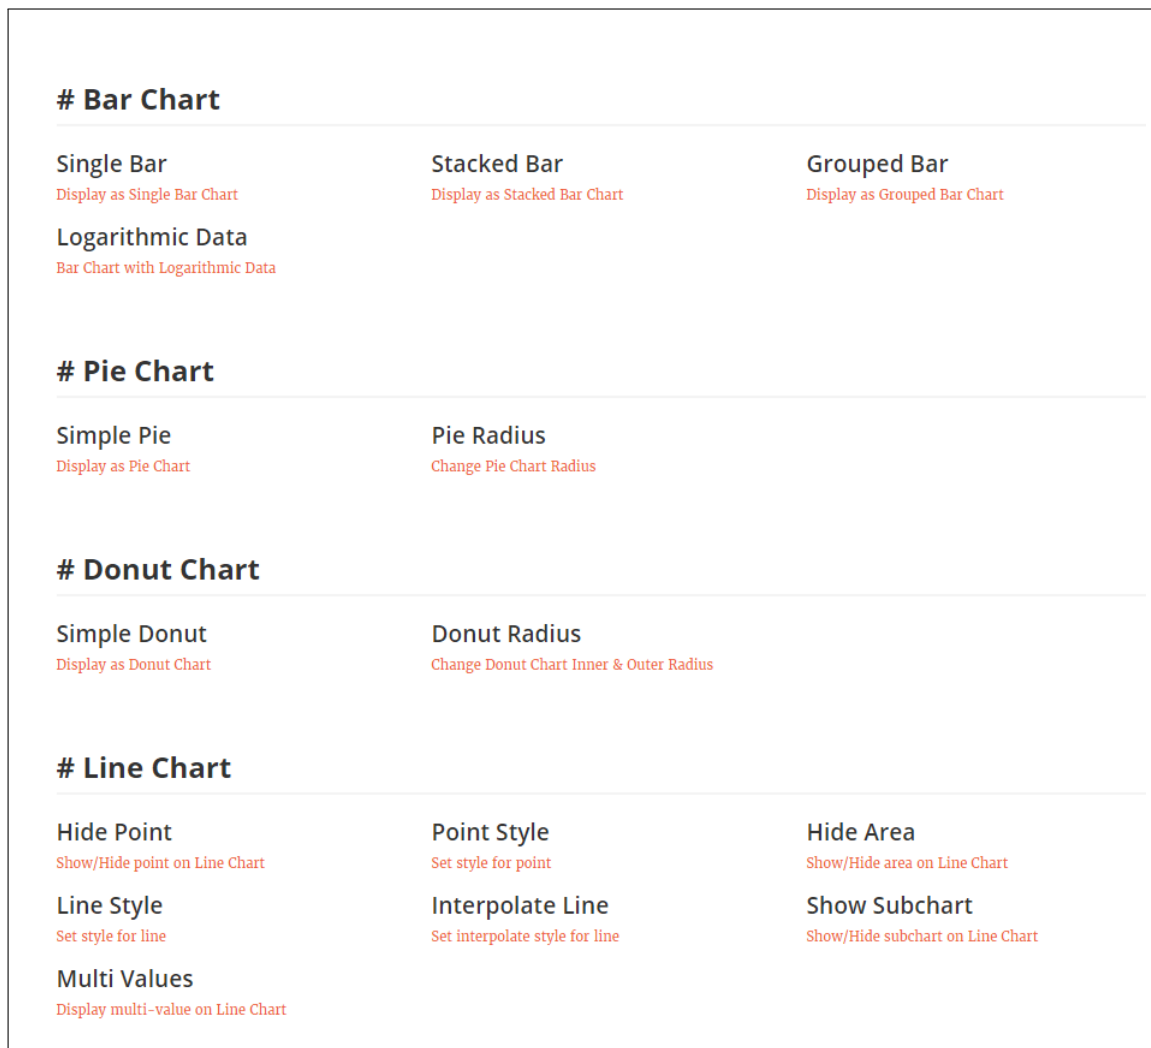 # Bar Chart
Single Bar
Display as Single Bar Chart
Stacked Bar
Display as Stacked Bar Chart
Grouped Bar
Display as Grouped Bar Chart
Logarithmic Data
Bar Chart with Logarithmic Data
# Pie Chart
Simple Pie
Display as Pie Chart
Pie Radius
Change Pie Chart Radius
# Donut Chart
Simple Donut
Display as Donut Chart
Donut Radius
Change Donut Chart Inner & Outer Radius
# Line Chart
Hide Point
Show/Hide point on Line Chart
Point Style
Set style for point
Hide Area
Show/Hide area on Line Chart
Line Style
Set style for line
Interpolate Line
Set interpolate style for line
Show Subchart
Show/Hide subchart on Line Chart
Multi Values
Display multi-value on Line Chart